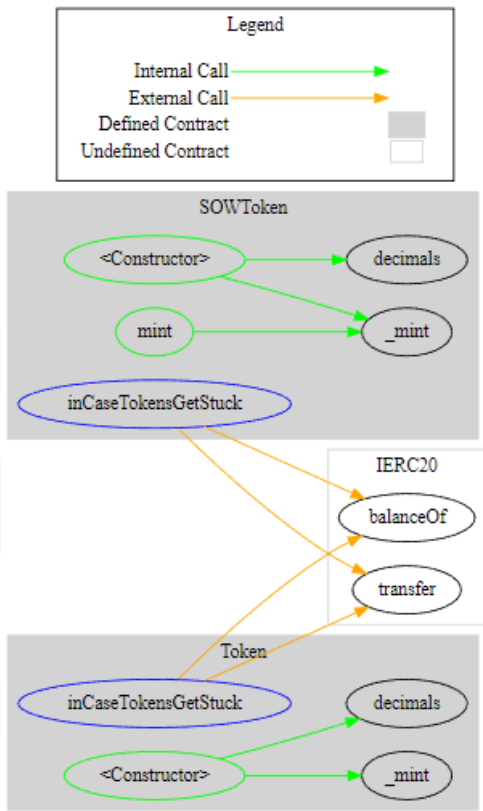 Legend
Internal Call
External Call
Defined Contract
Undefined Contract
SOWToken
<Constructor>
decimals
mint
_mint
inCaseTokensGetStuck
IERC20
balanceOf
transfer
Token
inCaseTokensGetStuck
decimals
<Constructor>
_mint